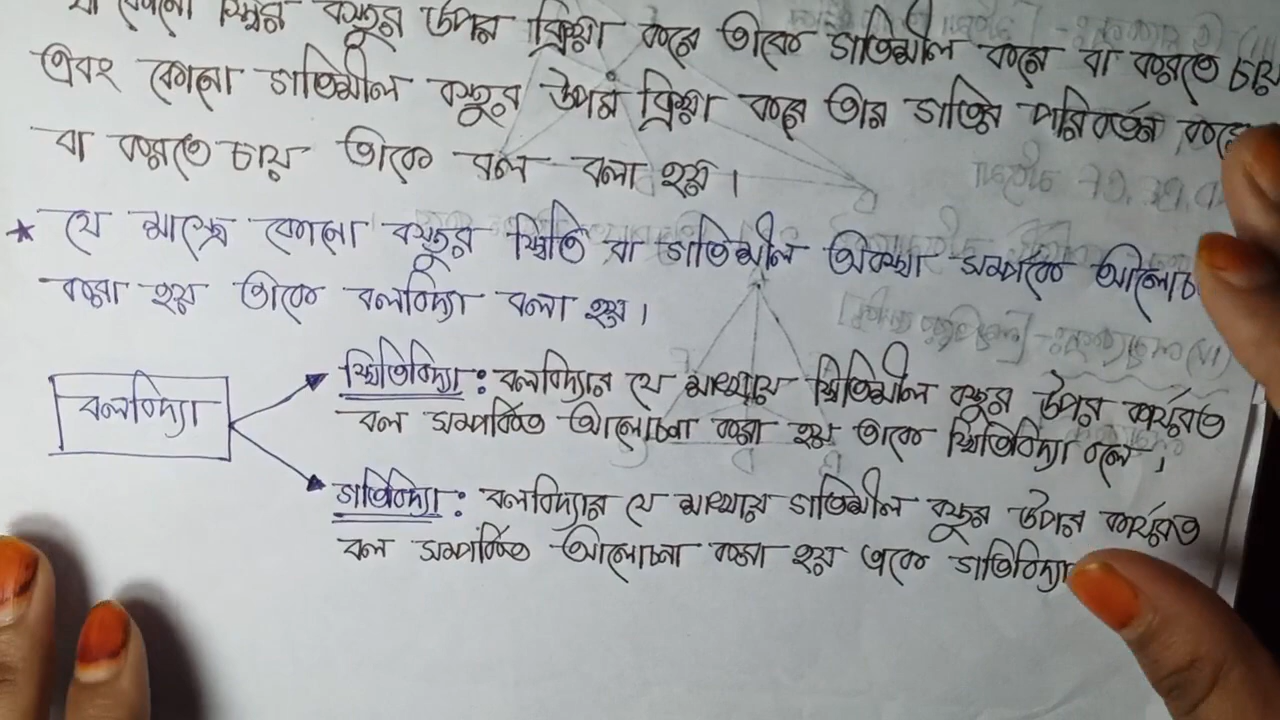 যা কোনো স্থির বস্তুর উপর ক্রিয়া করে তাকে গতিশীল করে বা করতে চায়
এবং কোনো গতিশীল বস্তুর উপর ক্রিয়া করে তার গতির পরিবর্তন করে
বা করতে চায় তাকে বল বলা হয়।
* যে শাস্ত্রে কোনো বস্তুর স্থিতি বা গতিশীল অবস্থা সম্পর্কে আলোচ
করা হয় তাকে বলবিদ্যা বলা হয়।
বলবিদ্যা
স্থিতিবিদ্যা : বলবিদ্যার যে শাখায় স্থিতিশীল বস্তুর উপর কার্যরত
বল সম্পর্কিত আলোচনা করা হয় তাকে স্থিতিবিদ্যা বলে।
গতিবিদ্যা : বলবিদ্যার যে শাখায় গতিশীল বস্তুর উপর কার্যরত
বল সম্পর্কিত আলোচনা করা হয় একে গতিবিদ্যা